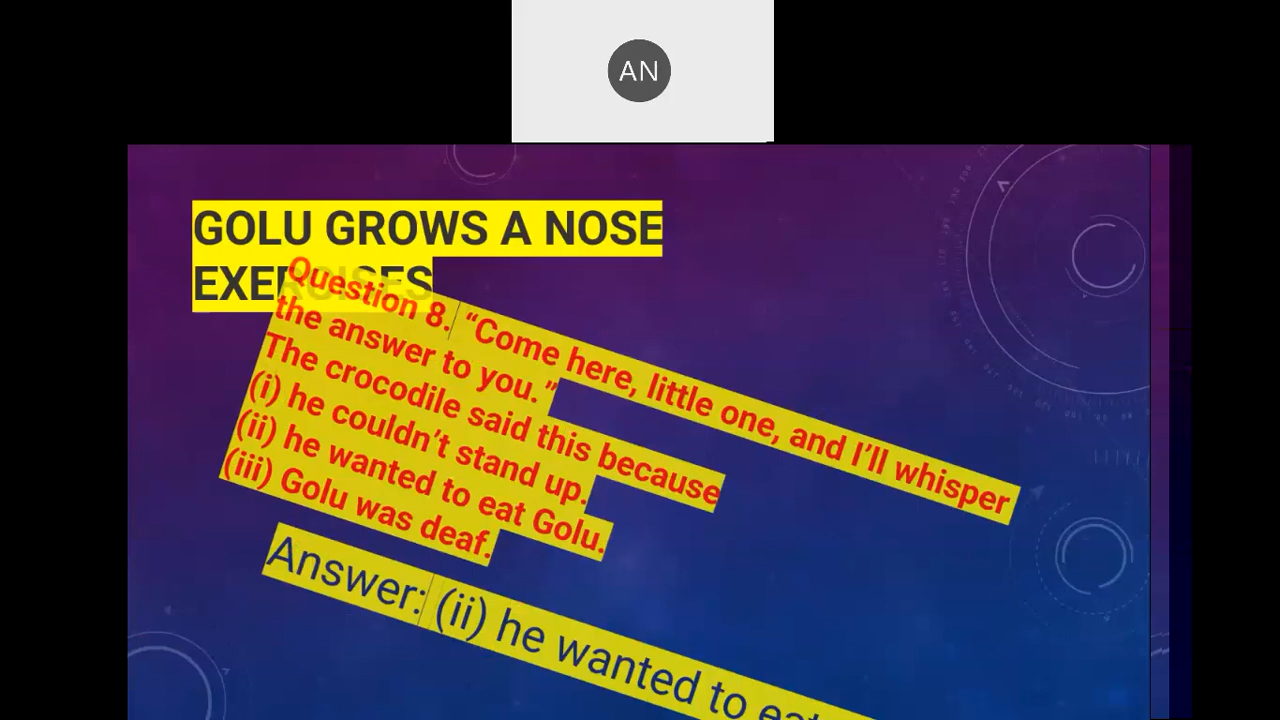 AN
GOLU GROWS A NOSE
EXERCISES
Question 8. “Come here, little one, and I’ll whisper
the answer to you.”
The crocodile said this because
(i) he couldn’t stand up.
(ii) he wanted to eat Golu.
(iii) Golu was deaf.
Answer: (ii) he wanted to eat